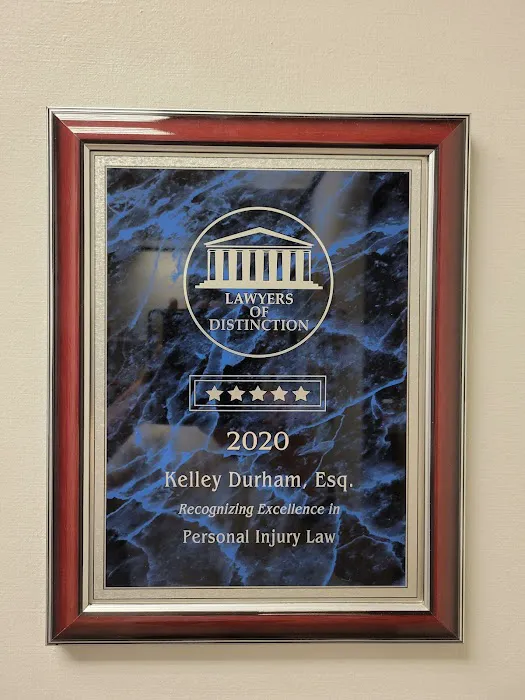 LAWYERS
OF
DISTINCTION
2020
Kelley Durham, Esq.
Recognizing Excellence in
Personal Injury Law